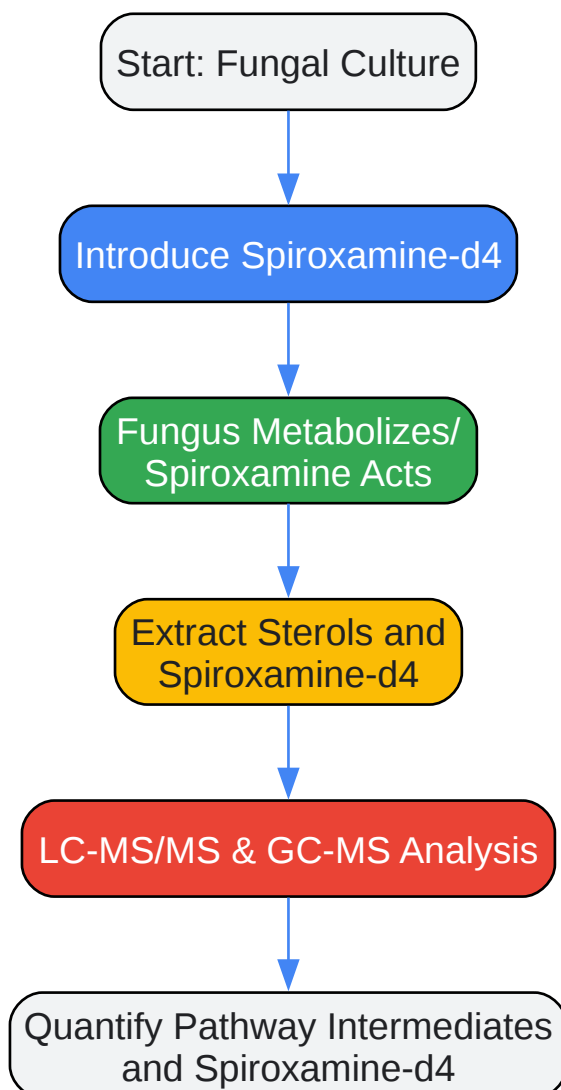 Start: Fungal Culture
Introduce Spiroxamine-d4
Fungus Metabolizes/
Spiroxamine Acts
Extract Sterols and
Spiroxamine-d4
LC-MS/MS & GC-MS Analysis
Quantify Pathway Intermediates
and Spiroxamine-d4